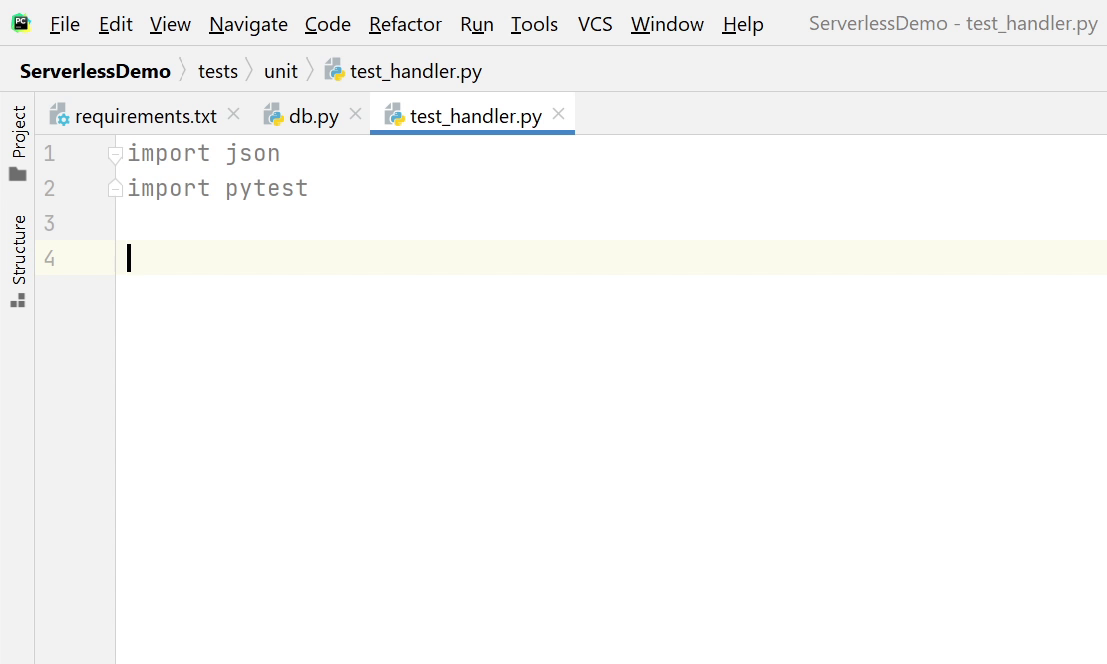 PC File Edit View Navigate Code Refactor Run Tools VCS Window Help ServerlessDemo - test_handler.py
ServerlessDemo tests unit test_handler.py
requirements.txt db.py test_handler.py
Project
Structure
1 import json
2 import pytest
3
4